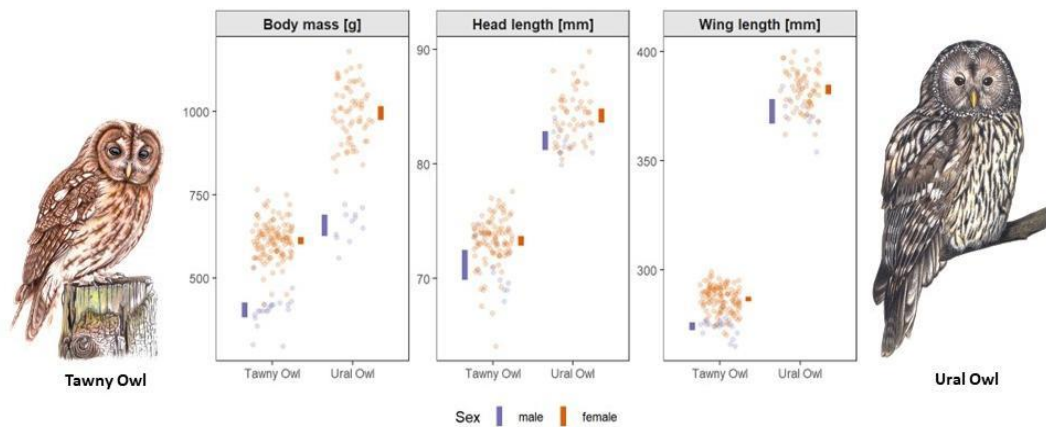 Body mass [g]
Head length [mm]
Wing length [mm]
1000
750
500
90
80
70
400
350
300
Tawny Owl
Ural Owl
Tawny Owl
Ural Owl
Tawny Owl
Ural Owl
Tawny Owl
Ural Owl
Sex
male
female